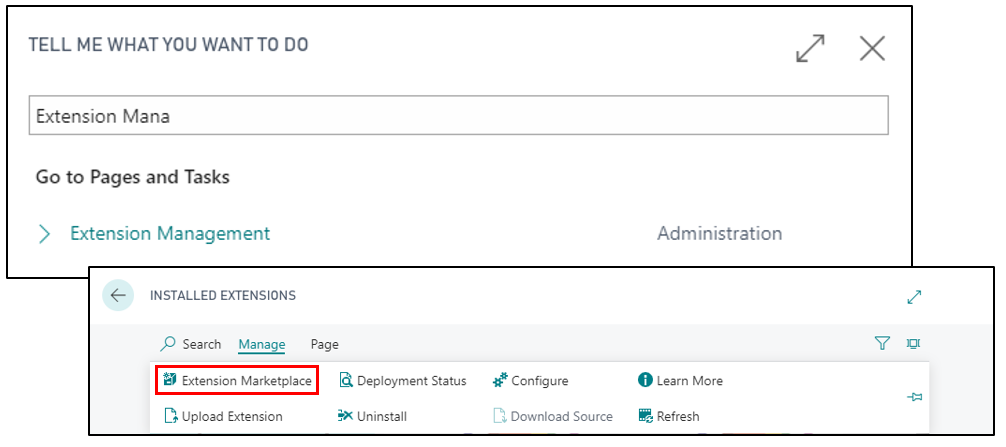 TELL ME WHAT YOU WANT TO DO
Extension Mana
Go to Pages and Tasks
Extension Management Administration
INSTALLED EXTENSIONS
Search Manage Page
Extension Marketplace Deployment Status Configure Learn More
Upload Extension Uninstall Download Source Refresh